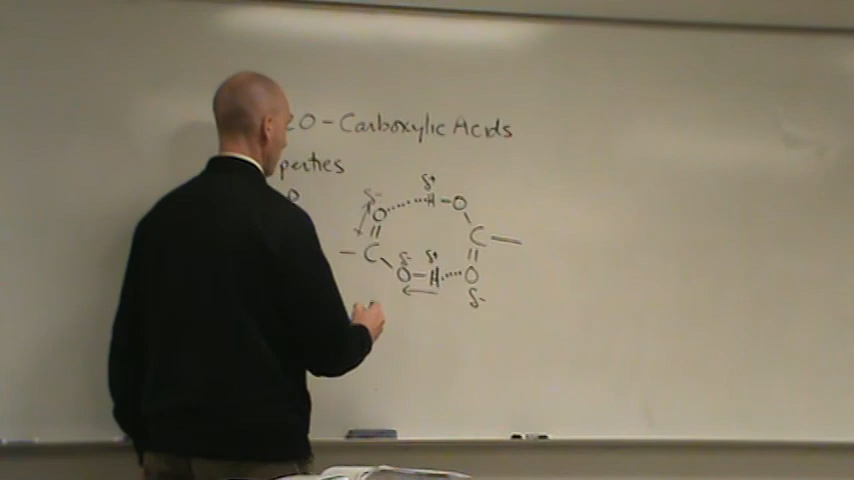 20 - Carboxylic Acids
perties
P
δ- δ+
O H - O
C C
δ- δ+
O - H O
δ-